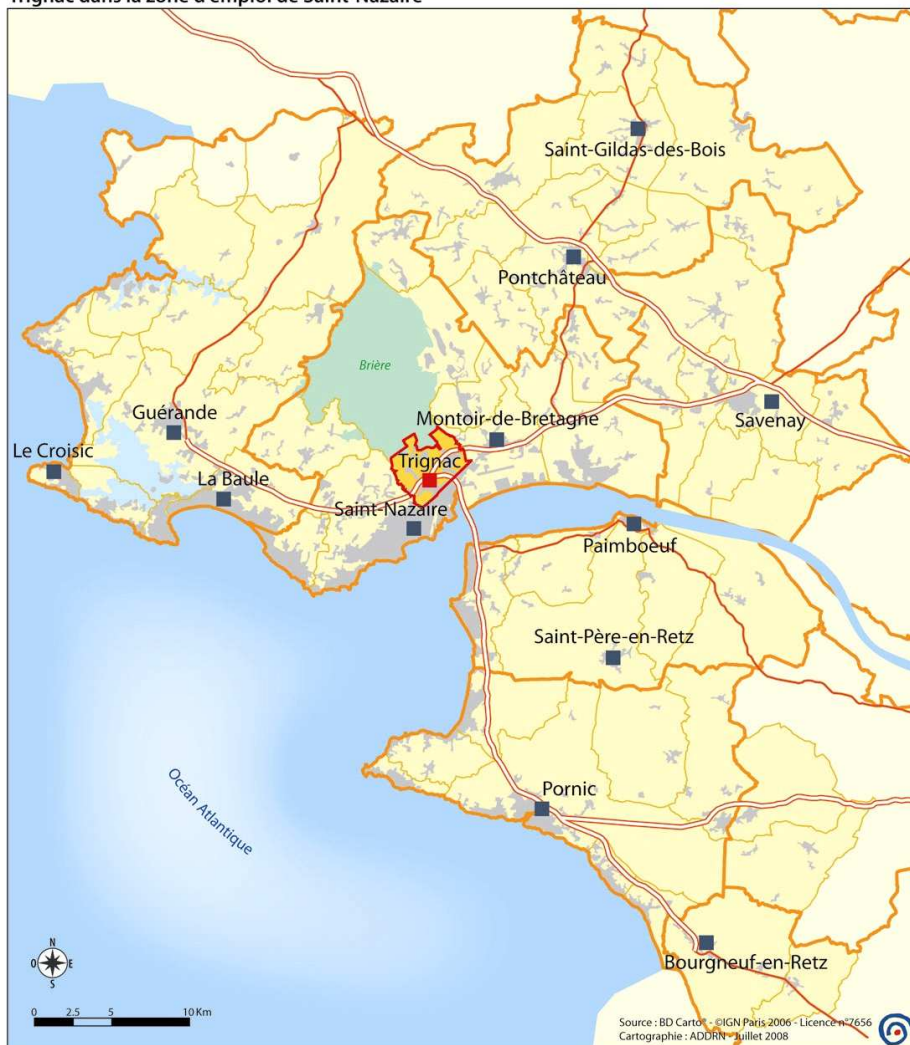 Trignac dans la zone d'emploi de Saint-Nazaire
Saint-Gildas-des-Bois
Pontchâteau
Brière
Guérande
Montoir-de-Bretagne
Savenay
Le Croisic
Trignac
La Baule
Saint-Nazaire
Paimboeuf
Saint-Père-en-Retz
Océan Atlantique
Pornic
Bourgneuf-en-Retz
N
O E
S
0 2.5 5 10 Km
Source : BD Carto® - ©IGN Paris 2006 - Licence n°7656
Cartographie : ADDRN - Juillet 2008